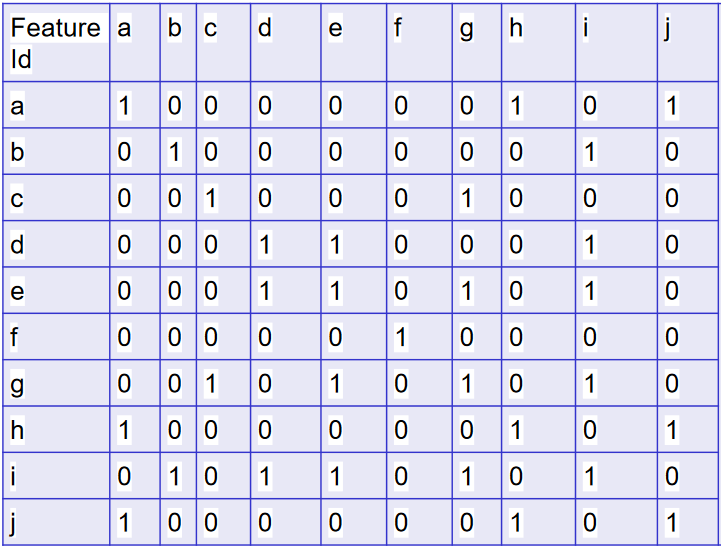 Feature Id a b c d e f g h i j
a 1 0 0 0 0 0 0 1 0 1
b 0 1 0 0 0 0 0 0 1 0
c 0 0 1 0 0 0 1 0 0 0
d 0 0 0 1 1 0 0 0 1 0
e 0 0 0 1 1 0 1 0 1 0
f 0 0 0 0 0 1 0 0 0 0
g 0 0 1 0 1 0 1 0 1 0
h 1 0 0 0 0 0 0 1 0 1
i 0 1 0 1 1 0 1 0 1 0
j 1 0 0 0 0 0 0 1 0 1